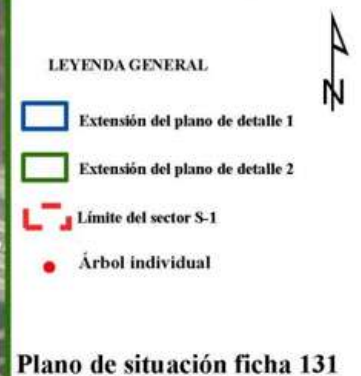 N
LEYENDA GENERAL
Extensión del plano de detalle 1
Extensión del plano de detalle 2
Límite del sector S-1
Árbol individual
Plano de situación ficha 131